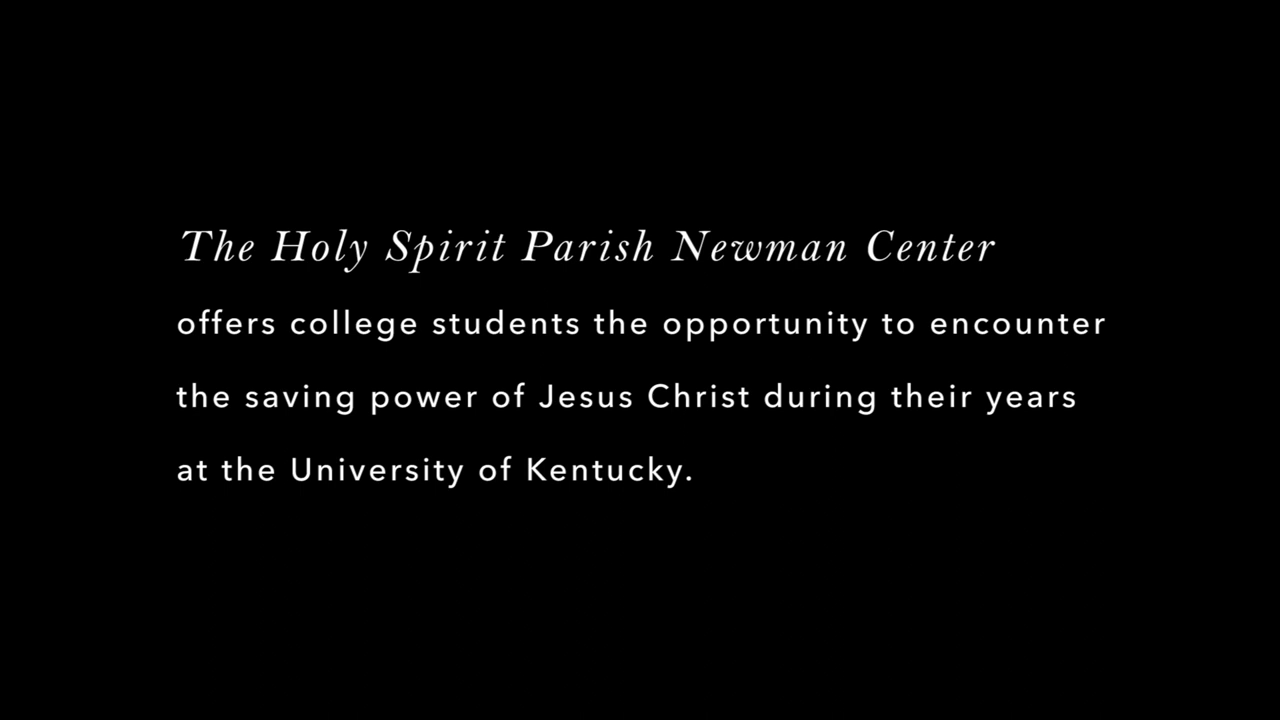 The Holy Spirit Parish Newman Center
offers college students the opportunity to encounter
the saving power of Jesus Christ during their years
at the University of Kentucky.